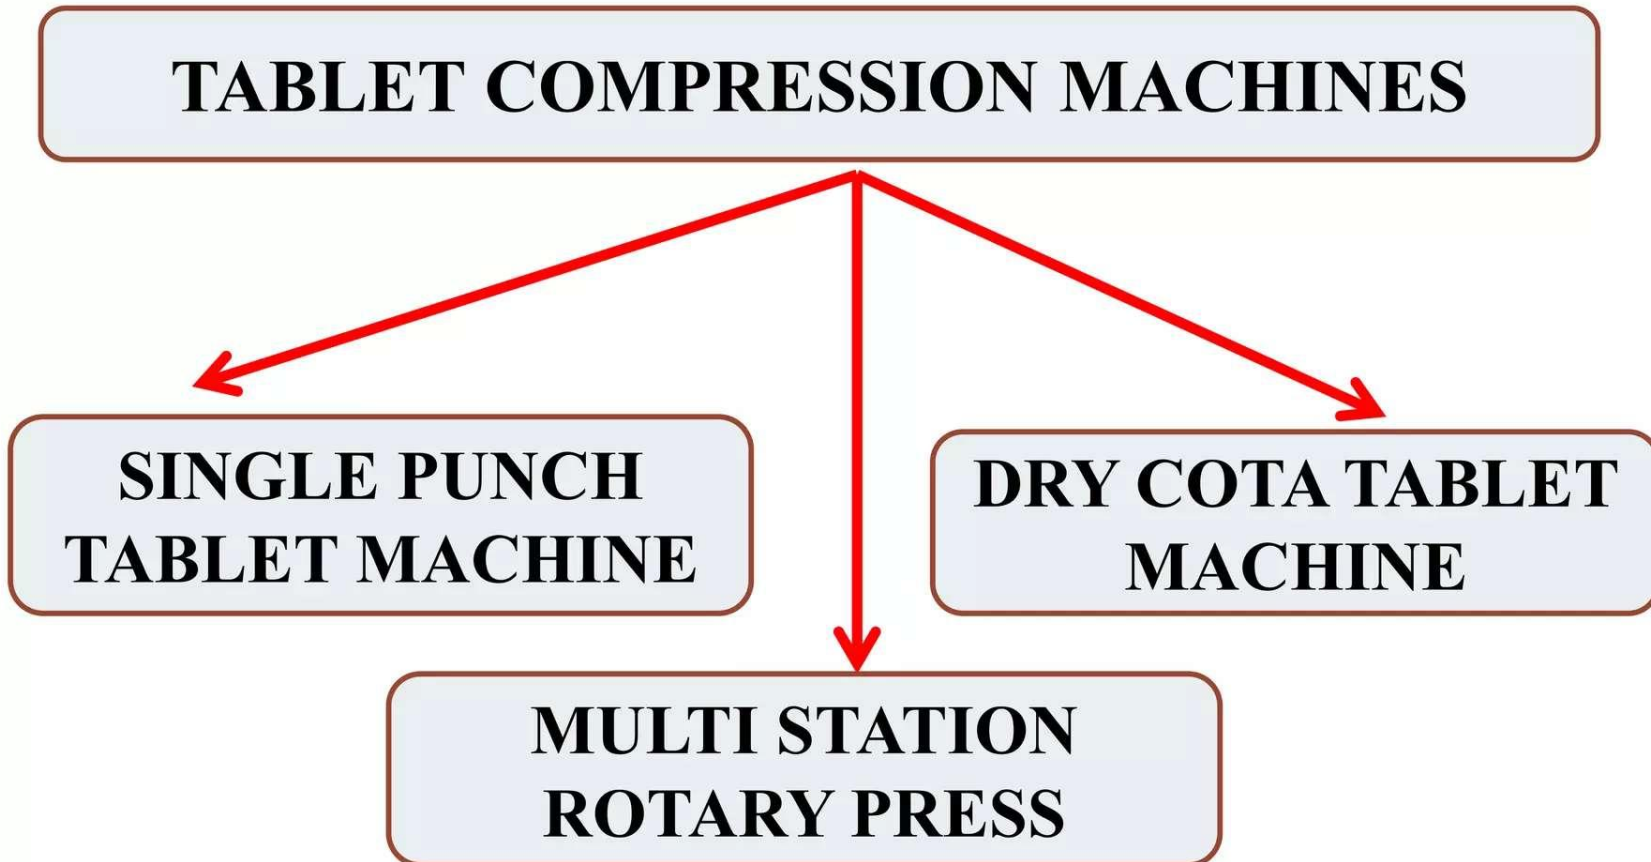 TABLET COMPRESSION MACHINES
SINGLE PUNCH
TABLET MACHINE
DRY COTA TABLET
MACHINE
MULTI STATION
ROTARY PRESS